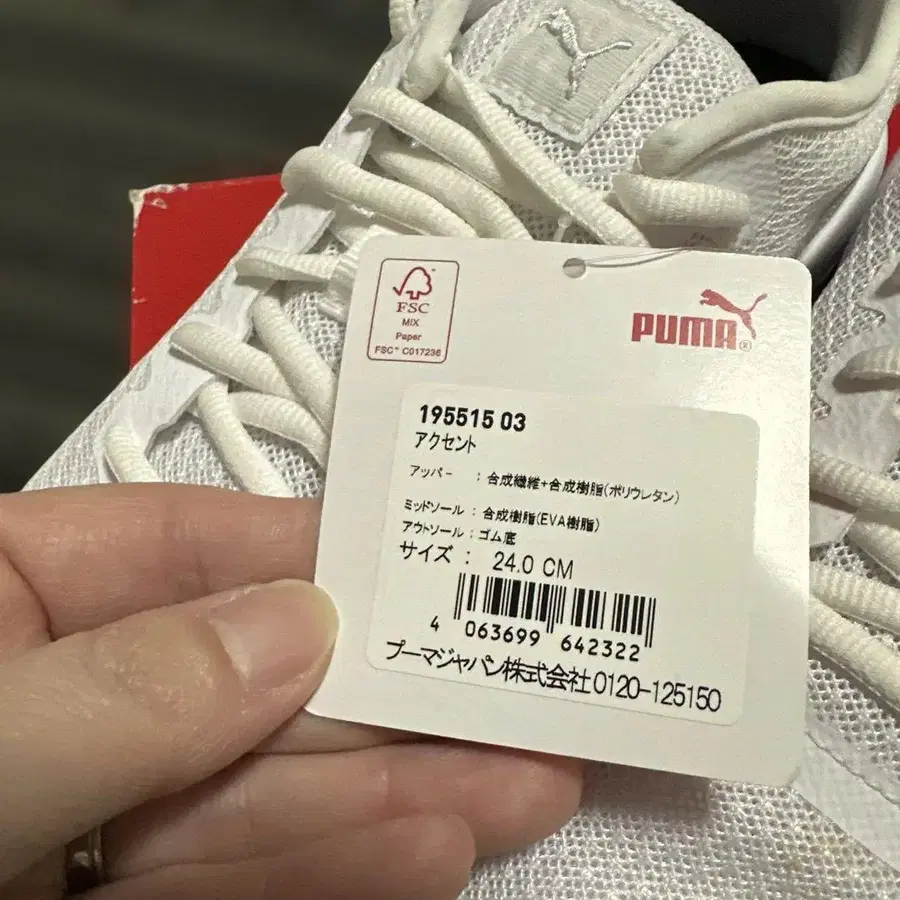 FSC
MIX
Paper
FSC™ C017236
PUMA®
195515 03
アクセント
アッパー : 合成繊維+合成樹脂(ポリウレタン)
ミッドソール : 合成樹脂(EVA樹脂)
アウトソール : ゴム底
サイズ : 24.0 CM
4 063699 642322
プーマジャパン株式会社 0120-125150